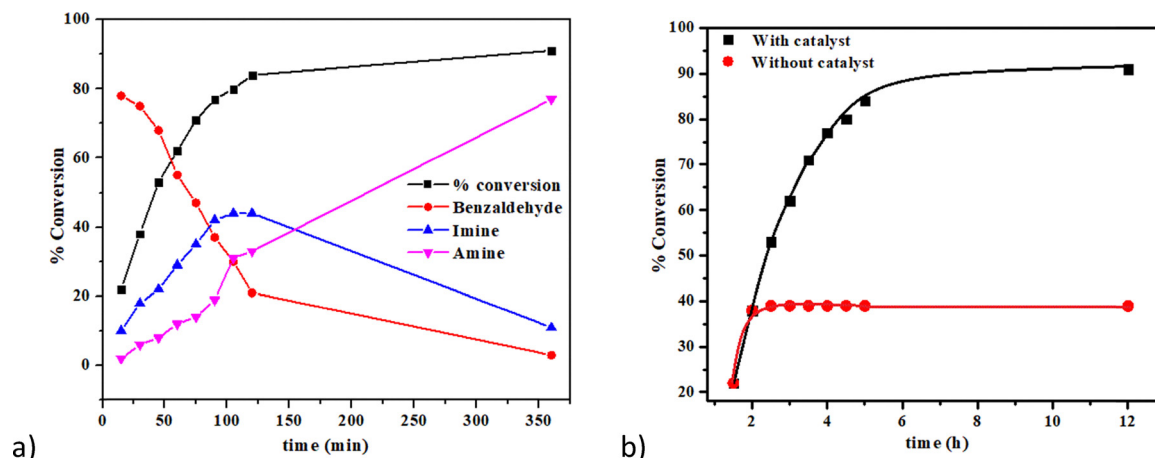 100
80
60
40
20
0
% Conversion
% conversion
Benzaldehyde
Imine
Amine
0 50 100 150 200 250 300 350
time (min)
a)
100
90
80
70
60
50
40
30
20
% Conversion
With catalyst
Without catalyst
2 4 6 8 10 12
time (h)
b)